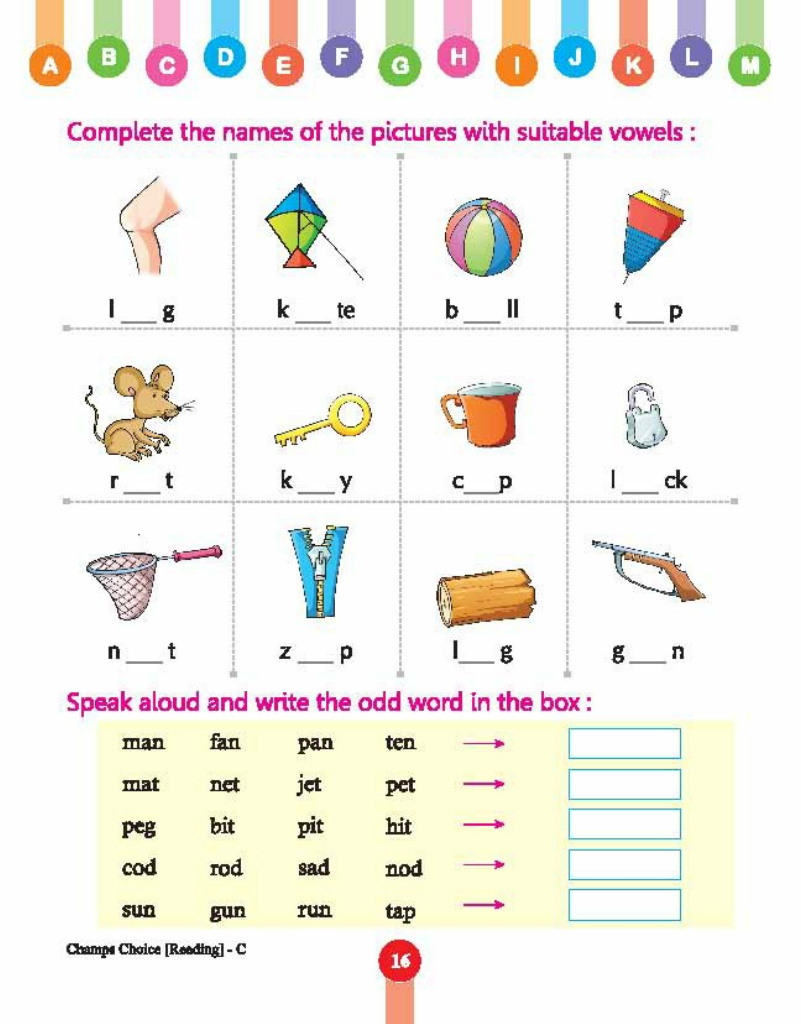 A B C D E F G H I J K L M
Complete the names of the pictures with suitable vowels :
l ___ g k ___ te b ___ ll t ___ p
r ___ t k ___ y c___p l ___ ck
n ___ t z ___ p l___ g g ___ n
Speak aloud and write the odd word in the box :
man fan pan ten
mat net jet pet
peg bit pit hit
cod rod sad nod
sun gun run tap
Champs Choice [Reading] - C
16